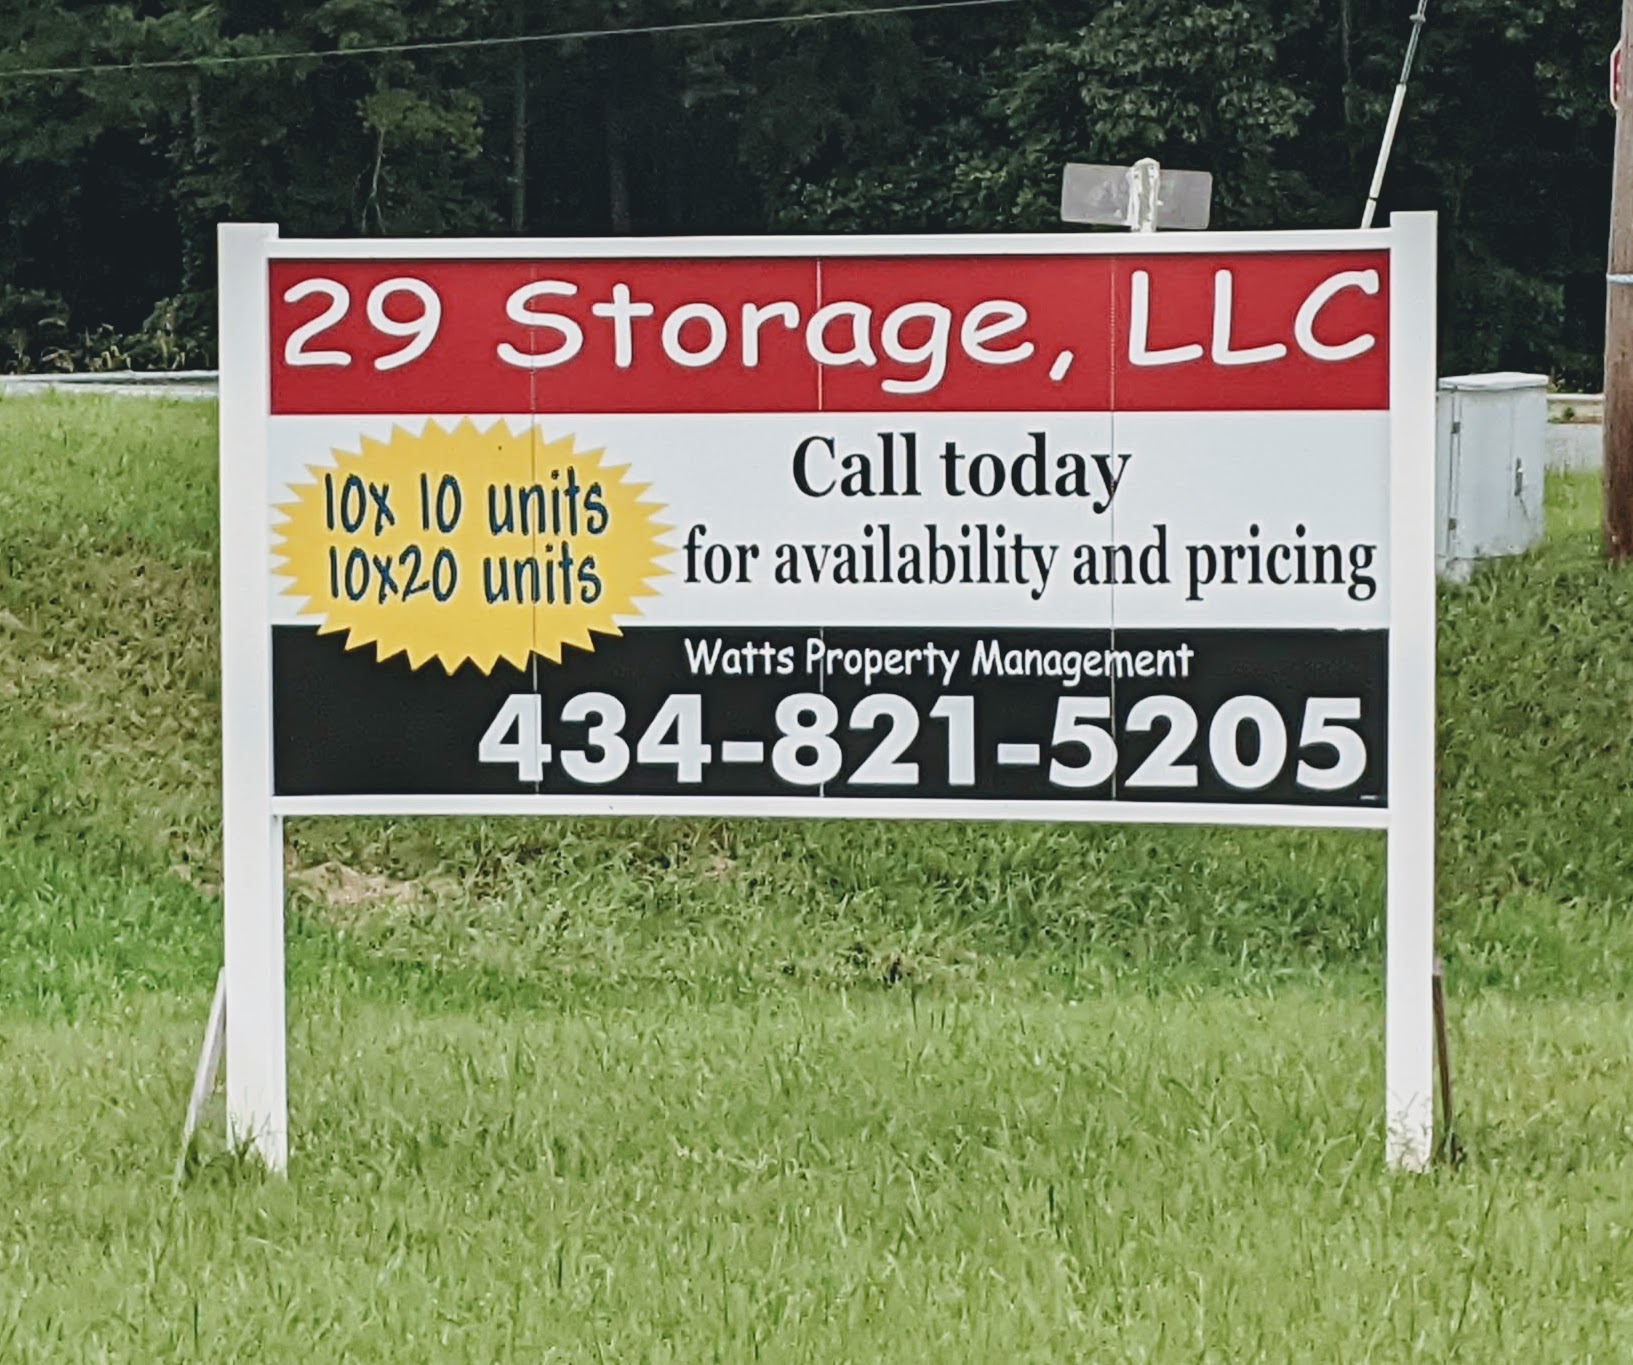 29 Storage, LLC
10x 10 units
10x20 units
Call today
for availability and pricing
Watts Property Management
434-821-5205